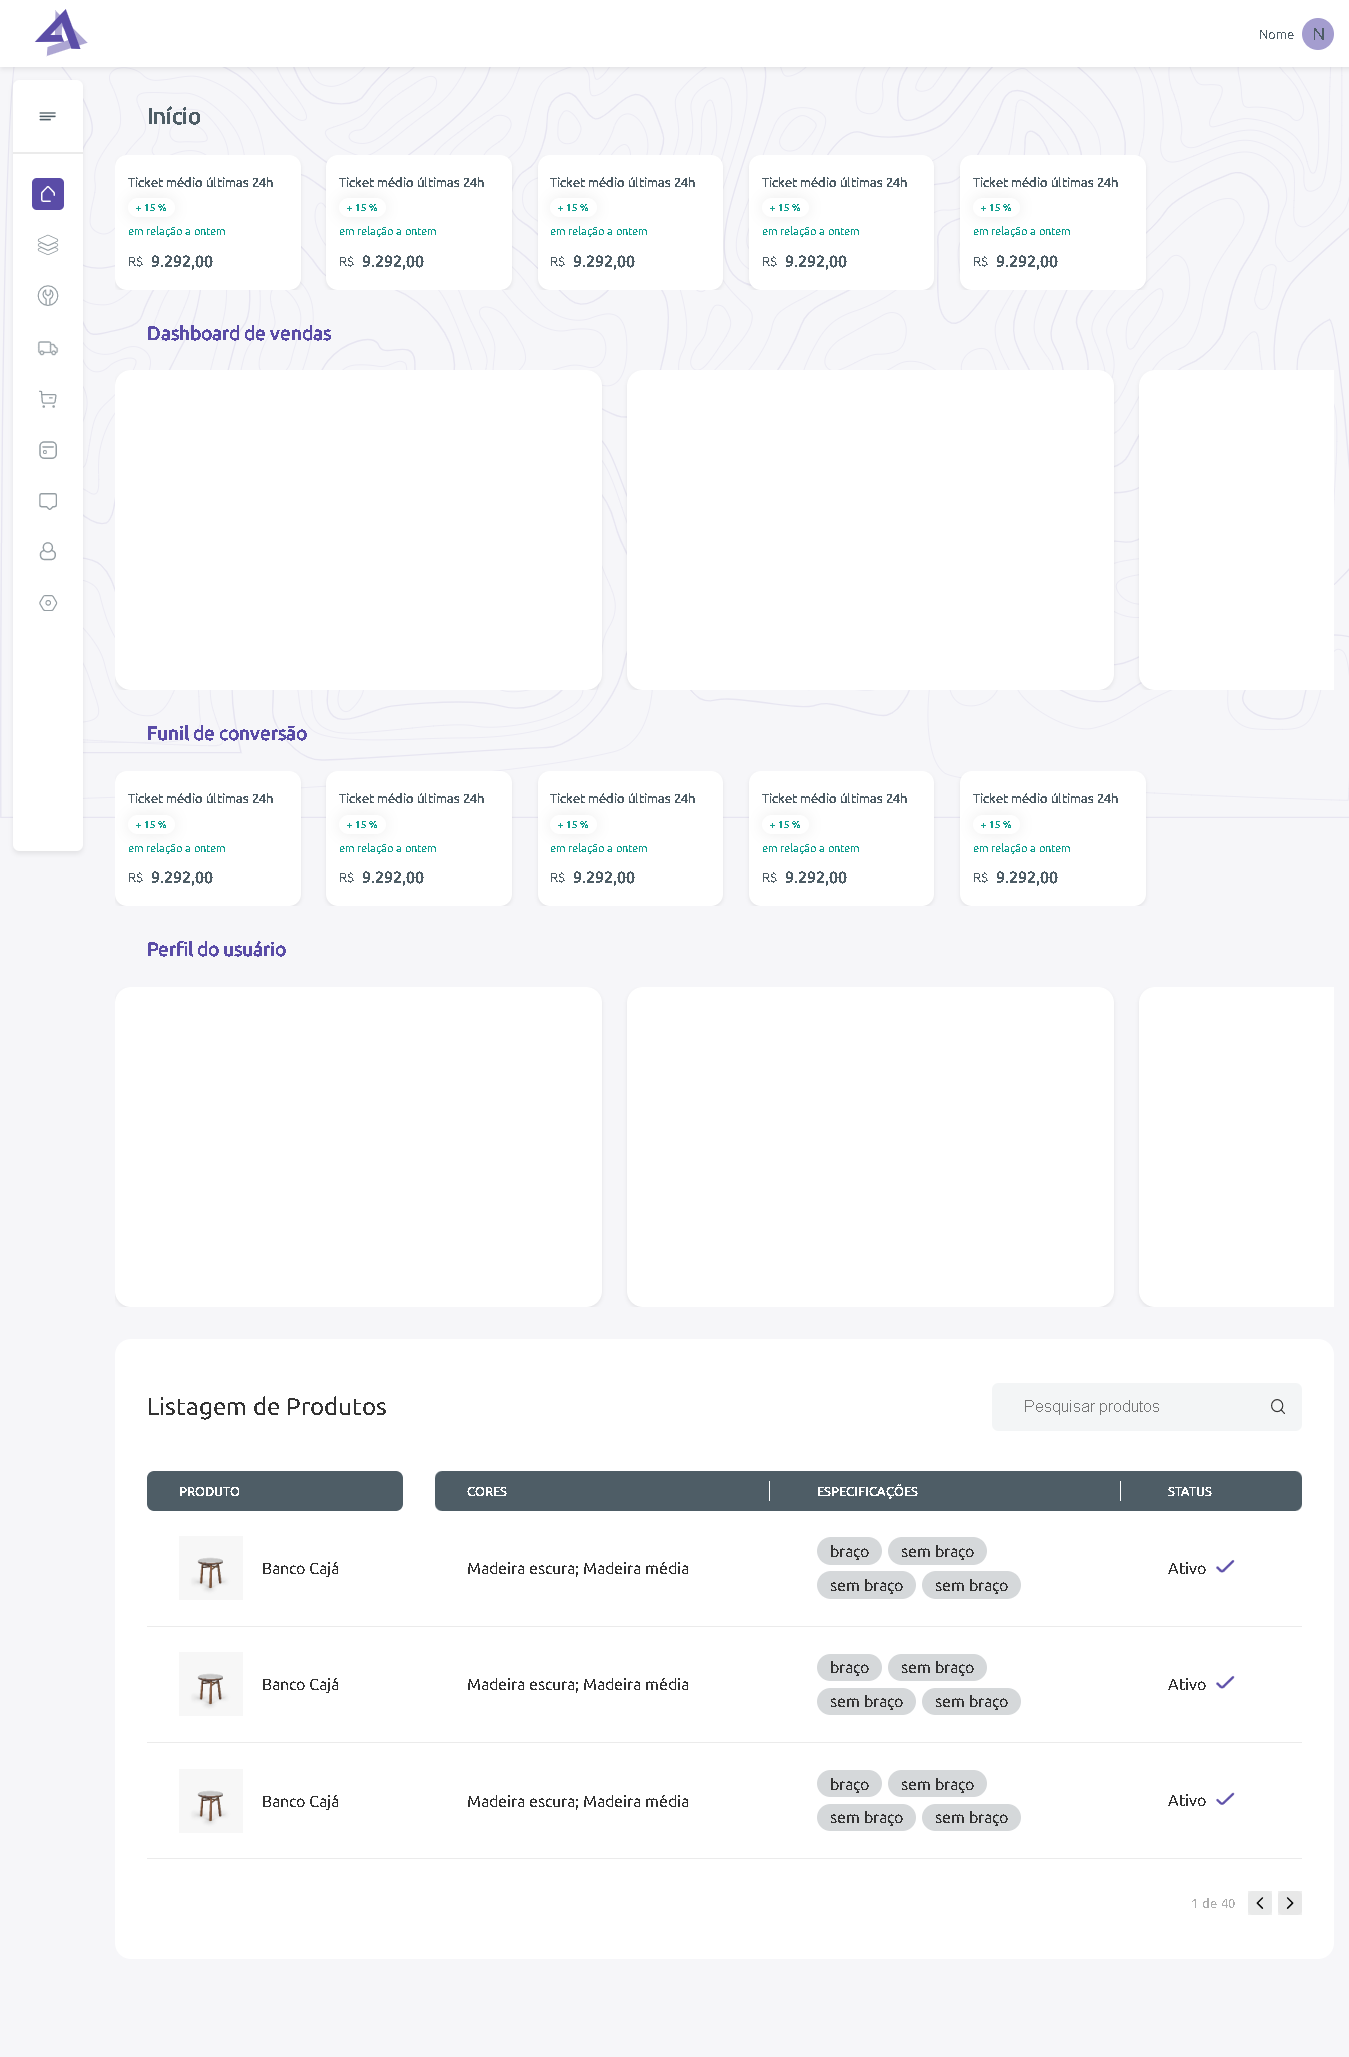 Nome N
Início
Ticket médio últimas 24h Ticket médio últimas 24h Ticket médio últimas 24h Ticket médio últimas 24h Ticket médio últimas 24h
+ 15 % + 15 % + 15 % + 15 % + 15 %
em relação a ontem em relação a ontem em relação a ontem em relação a ontem em relação a ontem
R$ 9.292,00 R$ 9.292,00 R$ 9.292,00 R$ 9.292,00 R$ 9.292,00
Dashboard de vendas
Funil de conversão
Ticket médio últimas 24h Ticket médio últimas 24h Ticket médio últimas 24h Ticket médio últimas 24h Ticket médio últimas 24h
+ 15 % + 15 % + 15 % + 15 % + 15 %
em relação a ontem em relação a ontem em relação a ontem em relação a ontem em relação a ontem
R$ 9.292,00 R$ 9.292,00 R$ 9.292,00 R$ 9.292,00 R$ 9.292,00
Perfil do usuário
Listagem de Produtos Pesquisar produtos
PRODUTO CORES ESPECIFICAÇÕES STATUS
braço sem braço
Banco Cajá Madeira escura; Madeira média Ativo
sem braço sem braço
braço sem braço
Banco Cajá Madeira escura; Madeira média Ativo
sem braço sem braço
braço sem braço
Banco Cajá Madeira escura; Madeira média Ativo
sem braço sem braço
1 de 40